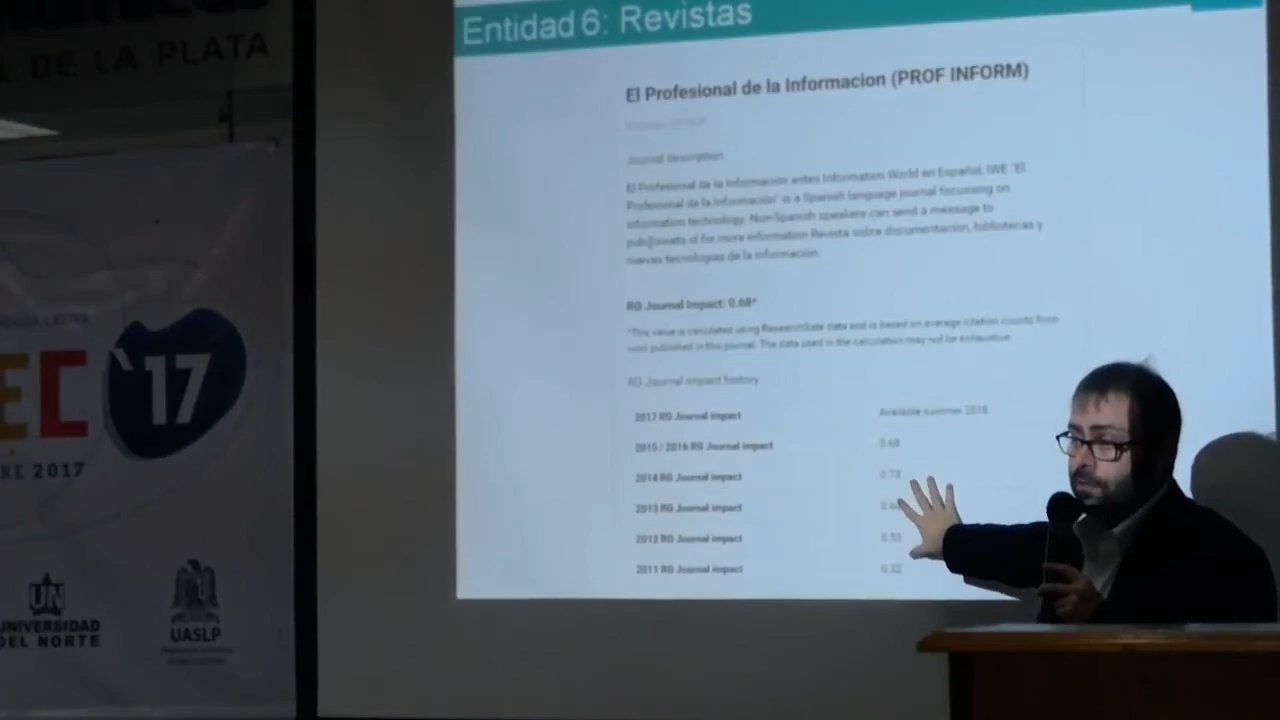 DE LA PLATA
EC
'17
RE 2017
UN
UNIVERSIDAD
DEL NORTE
UASLP
Entidad 6: Revistas
El Profesional de la Informacion (PROF INFORM)
Journal description
El Profesional de la Información antes Information World en Español, IWE "El
Profesional de la Información" is a Spanish language journal focussing on
information technology. Non-Spanish speakers can send a message to
for more information Revista sobre documentación, bibliotecas y
nuevas tecnologías de la información.
RG Journal Impact: 0.68*
*This value is calculated using ResearchGate data and is based on average citation counts from
work published in this journal. The data used in the calculation may not be exhaustive.
RG Journal impact history
2017 RG Journal impact Available summer 2018
2015 / 2016 RG Journal impact 0.68
2014 RG Journal impact 0.73
2013 RG Journal impact
2012 RG Journal impact 0.53
2011 RG Journal impact 0.32